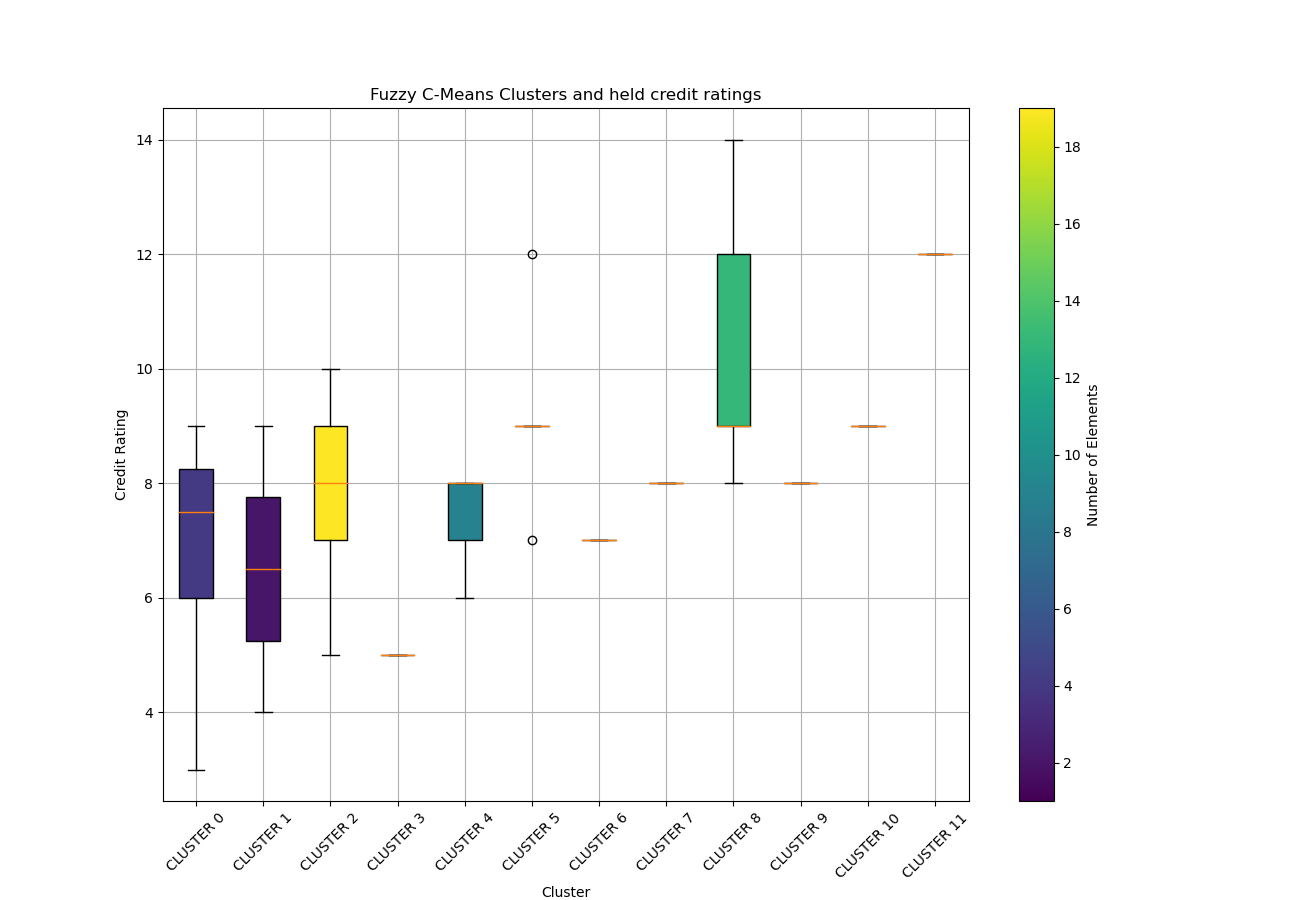 Fuzzy C-Means Clusters and held credit ratings
Credit Rating
14
12
10
8
6
4
CLUSTER 0
CLUSTER 1
CLUSTER 2
CLUSTER 3
CLUSTER 4
CLUSTER 5
CLUSTER 6
CLUSTER 7
CLUSTER 8
CLUSTER 9
CLUSTER 10
CLUSTER 11
Cluster
18
16
14
12
10
8
6
4
2
Number of Elements